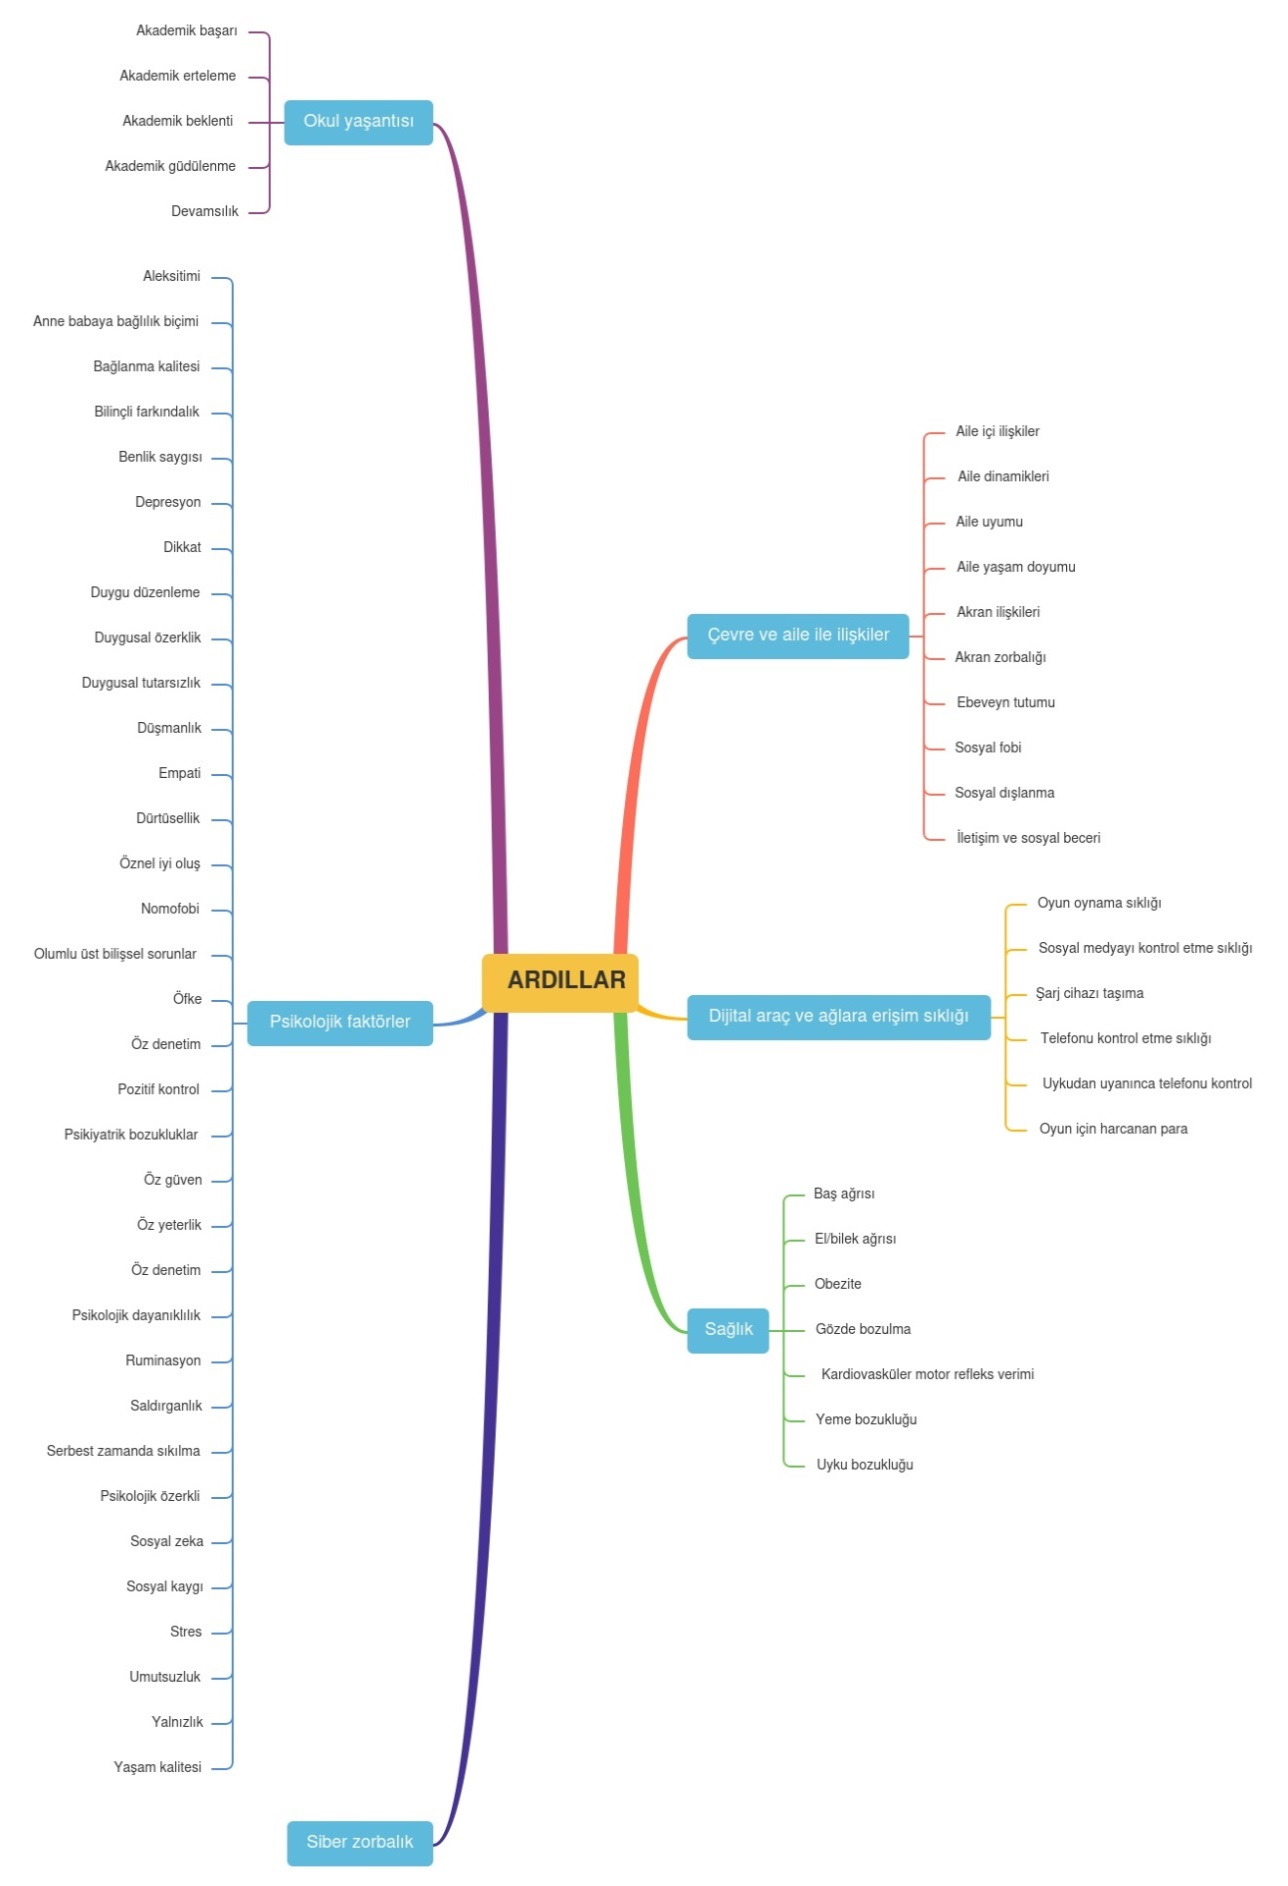 Akademik başarı
Akademik erteleme
Akademik beklenti
Akademik güdülenme
Devamsılık
Okul yaşantısı
Aleksitimi
Anne babaya bağlılık biçimi
Bağlanma kalitesi
Bilinçli farkındalık
Benlik saygısı
Depresyon
Dikkat
Duygu düzenleme
Duygusal özerklik
Duygusal tutarsızlık
Düşmanlık
Empati
Dürtüsellik
Öznel iyi oluş
Nomofobi
Olumlu üst bilişsel sorunlar
Öfke
Öz denetim
Pozitif kontrol
Psikiyatrik bozukluklar
Öz güven
Öz yeterlik
Öz denetim
Psikolojik dayanıklılık
Ruminasyon
Saldırganlık
Serbest zamanda sıkılma
Psikolojik özerkli
Sosyal zeka
Sosyal kaygı
Stres
Umutsuzluk
Yalnızlık
Yaşam kalitesi
Psikolojik faktörler
Siber zorbalık
ARDILLAR
Çevre ve aile ile ilişkiler
Aile içi ilişkiler
Aile dinamikleri
Aile uyumu
Aile yaşam doyumu
Akran ilişkileri
Akran zorbalığı
Ebeveyn tutumu
Sosyal fobi
Sosyal dışlanma
İletişim ve sosyal beceri
Dijital araç ve ağlara erişim sıklığı
Oyun oynama sıklığı
Sosyal medyayı kontrol etme sıklığı
Şarj cihazı taşıma
Telefonu kontrol etme sıklığı
Uykudan uyanınca telefonu kontrol
Oyun için harcanan para
Sağlık
Baş ağrısı
El/bilek ağrısı
Obezite
Gözde bozulma
Kardiovasküler motor refleks verimi
Yeme bozukluğu
Uyku bozukluğu